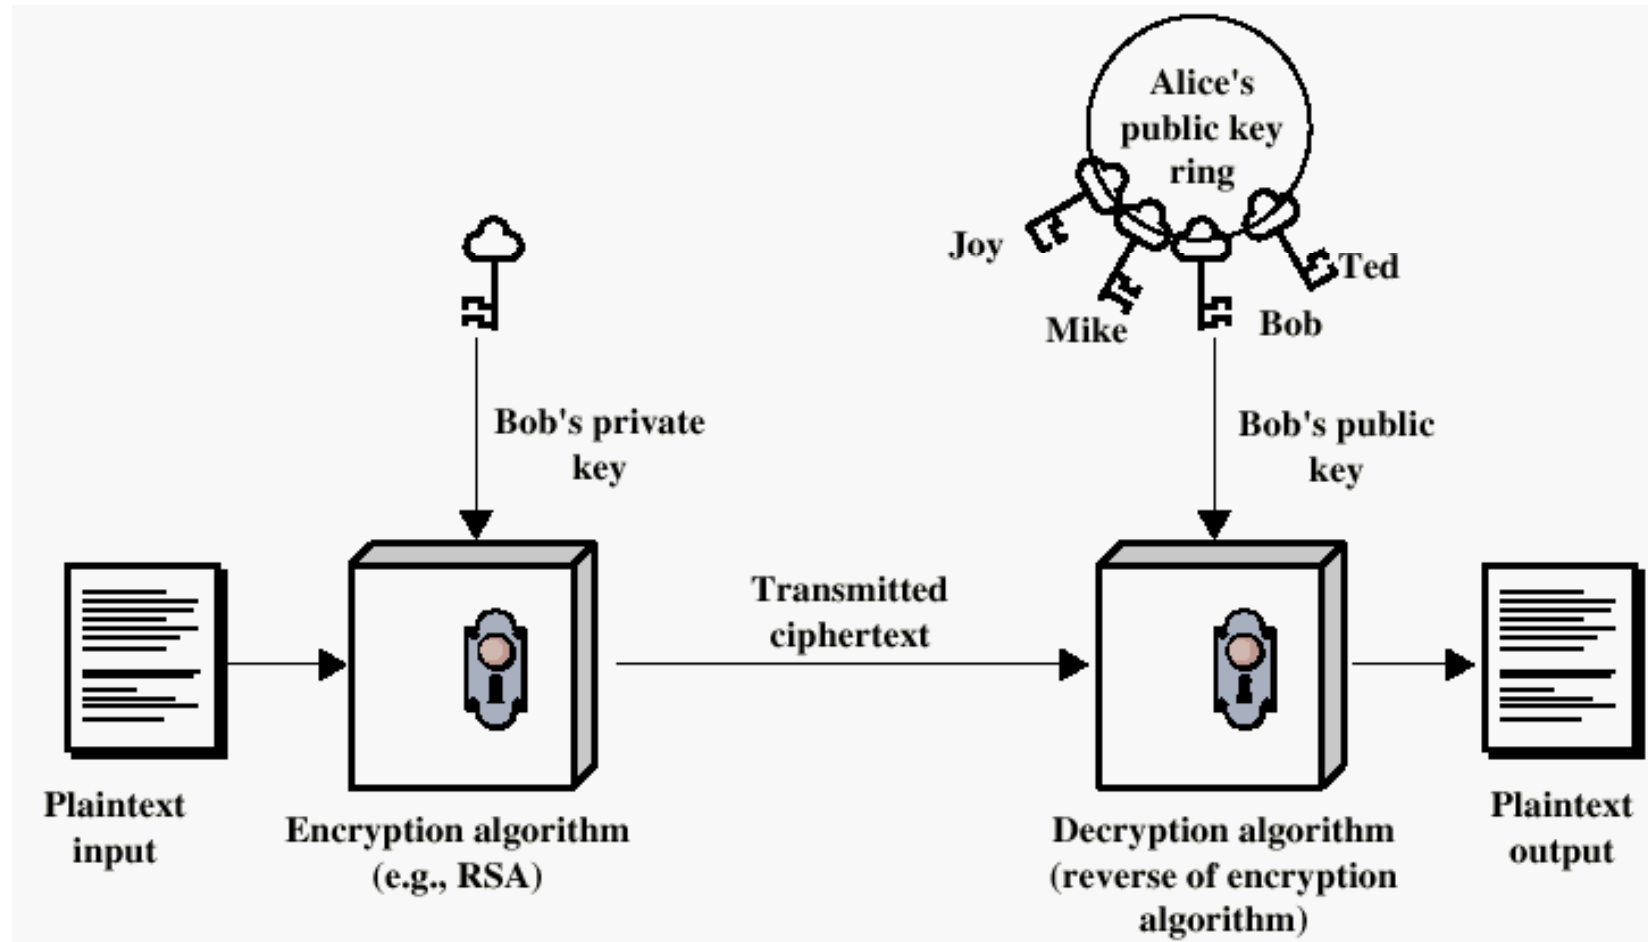 Alice's
public key
ring
Joy
Ted
Mike
Bob
Bob's private
key
Bob's public
key
Transmitted
ciphertext
Plaintext
input
Encryption algorithm
(e.g., RSA)
Decryption algorithm
(reverse of encryption
algorithm)
Plaintext
output